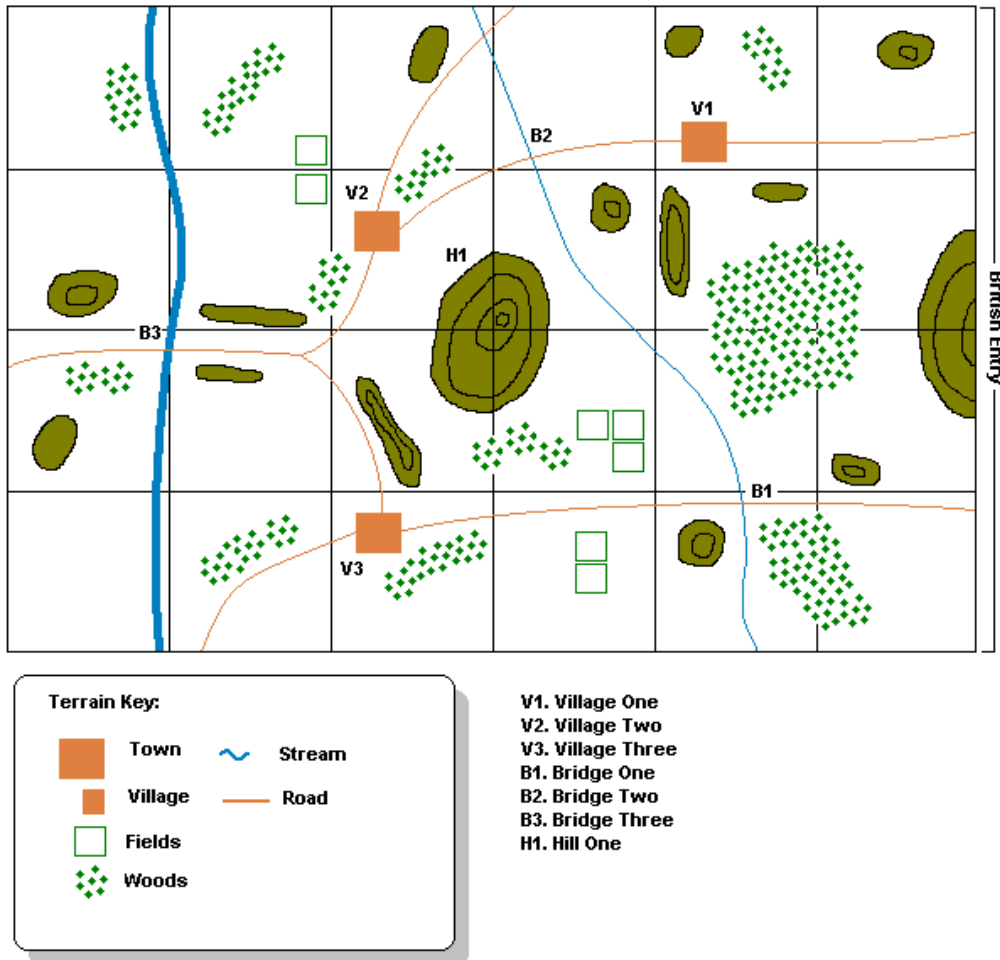 V1
B2
V2
H1
B3
B1
V3
British Entry
Terrain Key:
Town
Stream
Village
Road
Fields
Woods
V1. Village One
V2. Village Two
V3. Village Three
B1. Bridge One
B2. Bridge Two
B3. Bridge Three
H1. Hill One